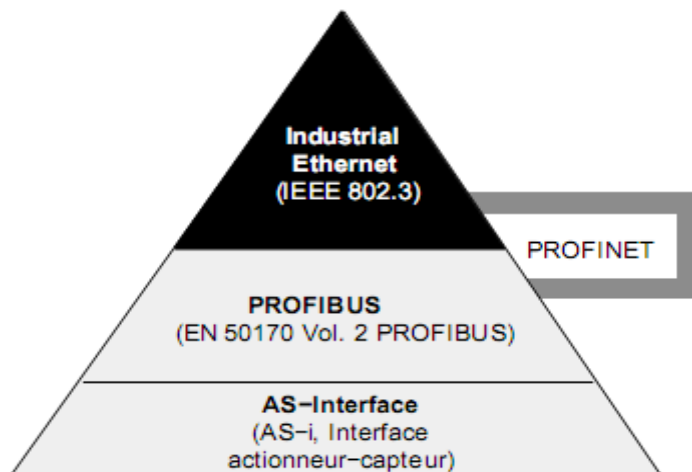 Industrial
Ethernet
(IEEE 802.3)
PROFINET
PROFIBUS
(EN 50170 Vol. 2 PROFIBUS)
AS−Interface
(AS−i, Interface
actionneur−capteur)